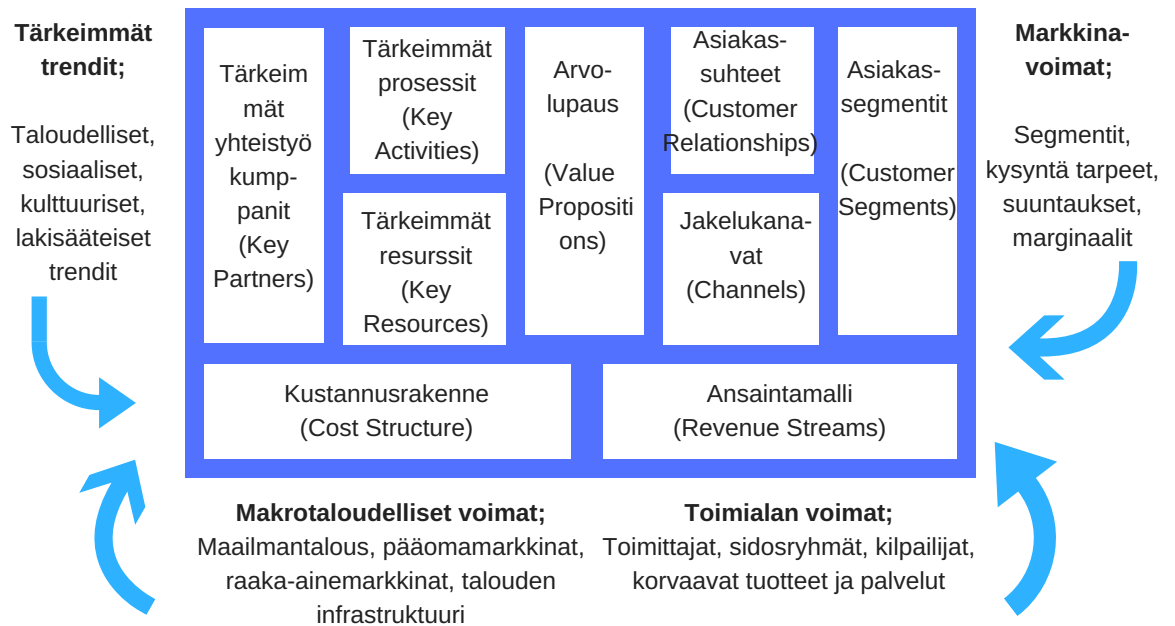 Tärkeimmät
trendit;
Taloudelliset,
sosiaaliset,
kulttuuriset,
lakisääteiset
trendit
Tärkeim
mät
yhteistyö
kump-
panit
(Key
Partners)
Tärkeimmät
prosessit
(Key
Activities)
Tärkeimmät
resurssit
(Key
Resources)
Arvo-
lupaus
(Value
Propositi
ons)
Asiakas-
suhteet
(Customer
Relationships)
Jakelukana-
vat
(Channels)
Asiakas-
segmentit
(Customer
Segments)
Kustannusrakenne
(Cost Structure)
Ansaintamalli
(Revenue Streams)
Markkina-
voimat;
Segmentit,
kysyntä tarpeet,
suuntaukset,
marginaalit
Makrotaloudelliset voimat;
Maailmantalous, pääomamarkkinat,
raaka-ainemarkkinat, talouden
infrastruktuuri
Toimialan voimat;
Toimittajat, sidosryhmät, kilpailijat,
korvaavat tuotteet ja palvelut